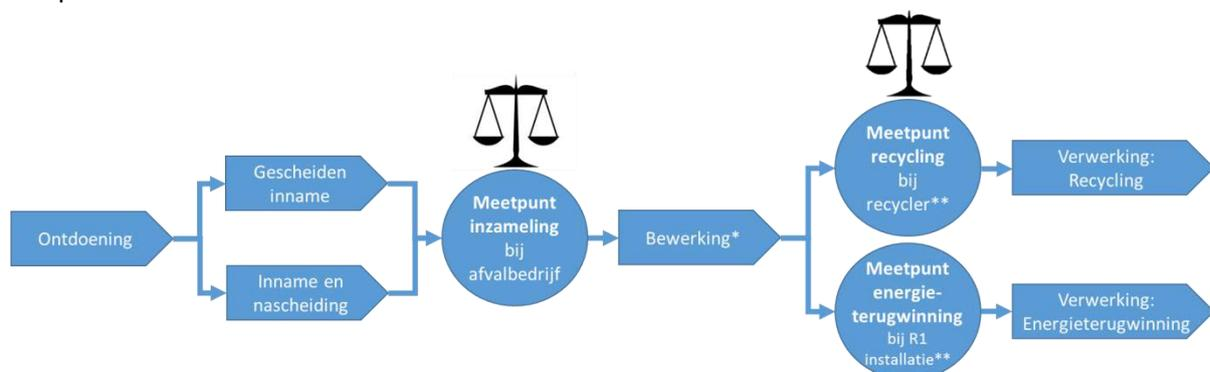 Ontdoening
Gescheiden
inname
Inname en
nascheiding
Meetpunt
inzameling
bij
afvalbedrijf
Bewerking*
Meetpunt
recycling
bij
recycler**
Verwerking:
Recycling
Meetpunt
energie-
terugwinning
bij R1
installatie**
Verwerking:
Energieterugwinning